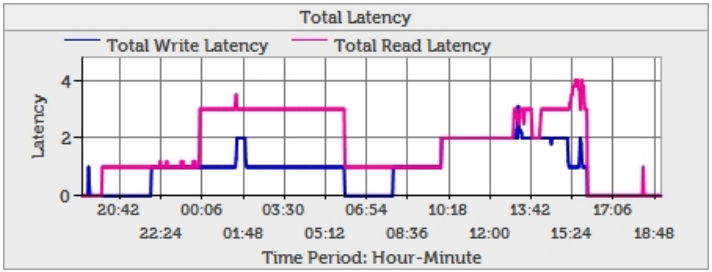 Total Latency
Total Write Latency Total Read Latency
Latency
4
2
0
20:42 00:06 03:30 06:54 10:18 13:42 17:06
22:24 01:48 05:12 08:36 12:00 15:24 18:48
Time Period: Hour-Minute